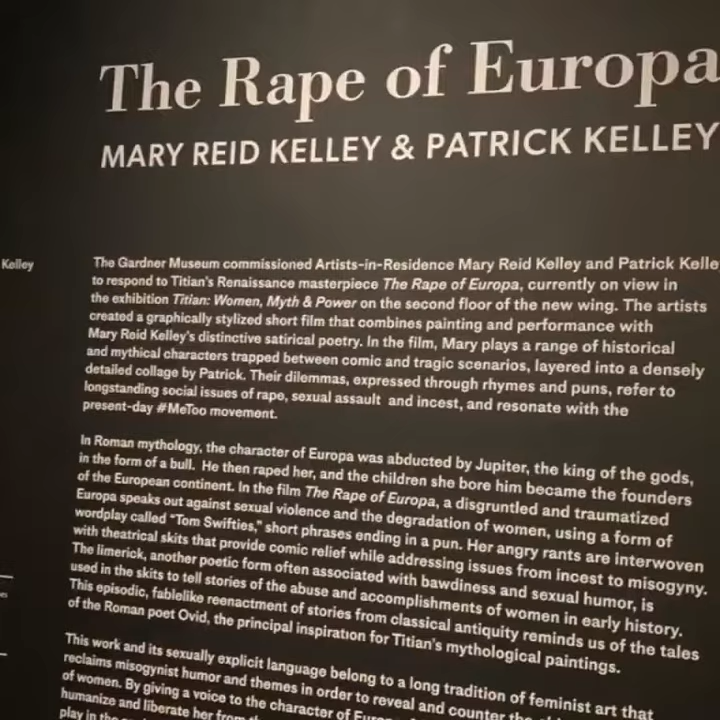 The Rape of Europa
MARY REID KELLEY & PATRICK KELLEY
Kelley
The Gardner Museum commissioned Artists-in-Residence Mary Reid Kelley and Patrick Kelle
to respond to Titian's Renaissance masterpiece The Rape of Europa, currently on view in
the exhibition Titian: Women, Myth & Power on the second floor of the new wing. The artists
created a graphically stylized short film that combines painting and performance with
Mary Reid Kelley's distinctive satirical poetry. In the film, Mary plays a range of historical
and mythical characters trapped between comic and tragic scenarios, layered into a densely
detailed collage by Patrick. Their dilemmas, expressed through rhymes and puns, refer to
longstanding social issues of rape, sexual assault and incest, and resonate with the
present-day #MeToo movement.
In Roman mythology, the character of Europa was abducted by Jupiter, the king of the gods,
in the form of a bull. He then raped her, and the children she bore him became the founders
of the European continent. In the film The Rape of Europa, a disgruntled and traumatized
Europa speaks out against sexual violence and the degradation of women, using a form of
wordplay called "Tom Swifties," short phrases ending in a pun. Her angry rants are interwoven
with theatrical skits that provide comic relief while addressing issues from incest to misogyny.
The limerick, another poetic form often associated with bawdiness and sexual humor, is
used in the skits to tell stories of the abuse and accomplishments of women in early history.
This episodic, fablelike reenactment of stories from classical antiquity reminds us of the tales
of the Roman poet Ovid, the principal inspiration for Titian's mythological paintings.
This work and its sexually explicit language belong to a long tradition of feminist art that
reclaims misogynist humor and themes in order to reveal and counter the
of women. By giving a voice to the character of
humanize and liberate her from
play in the